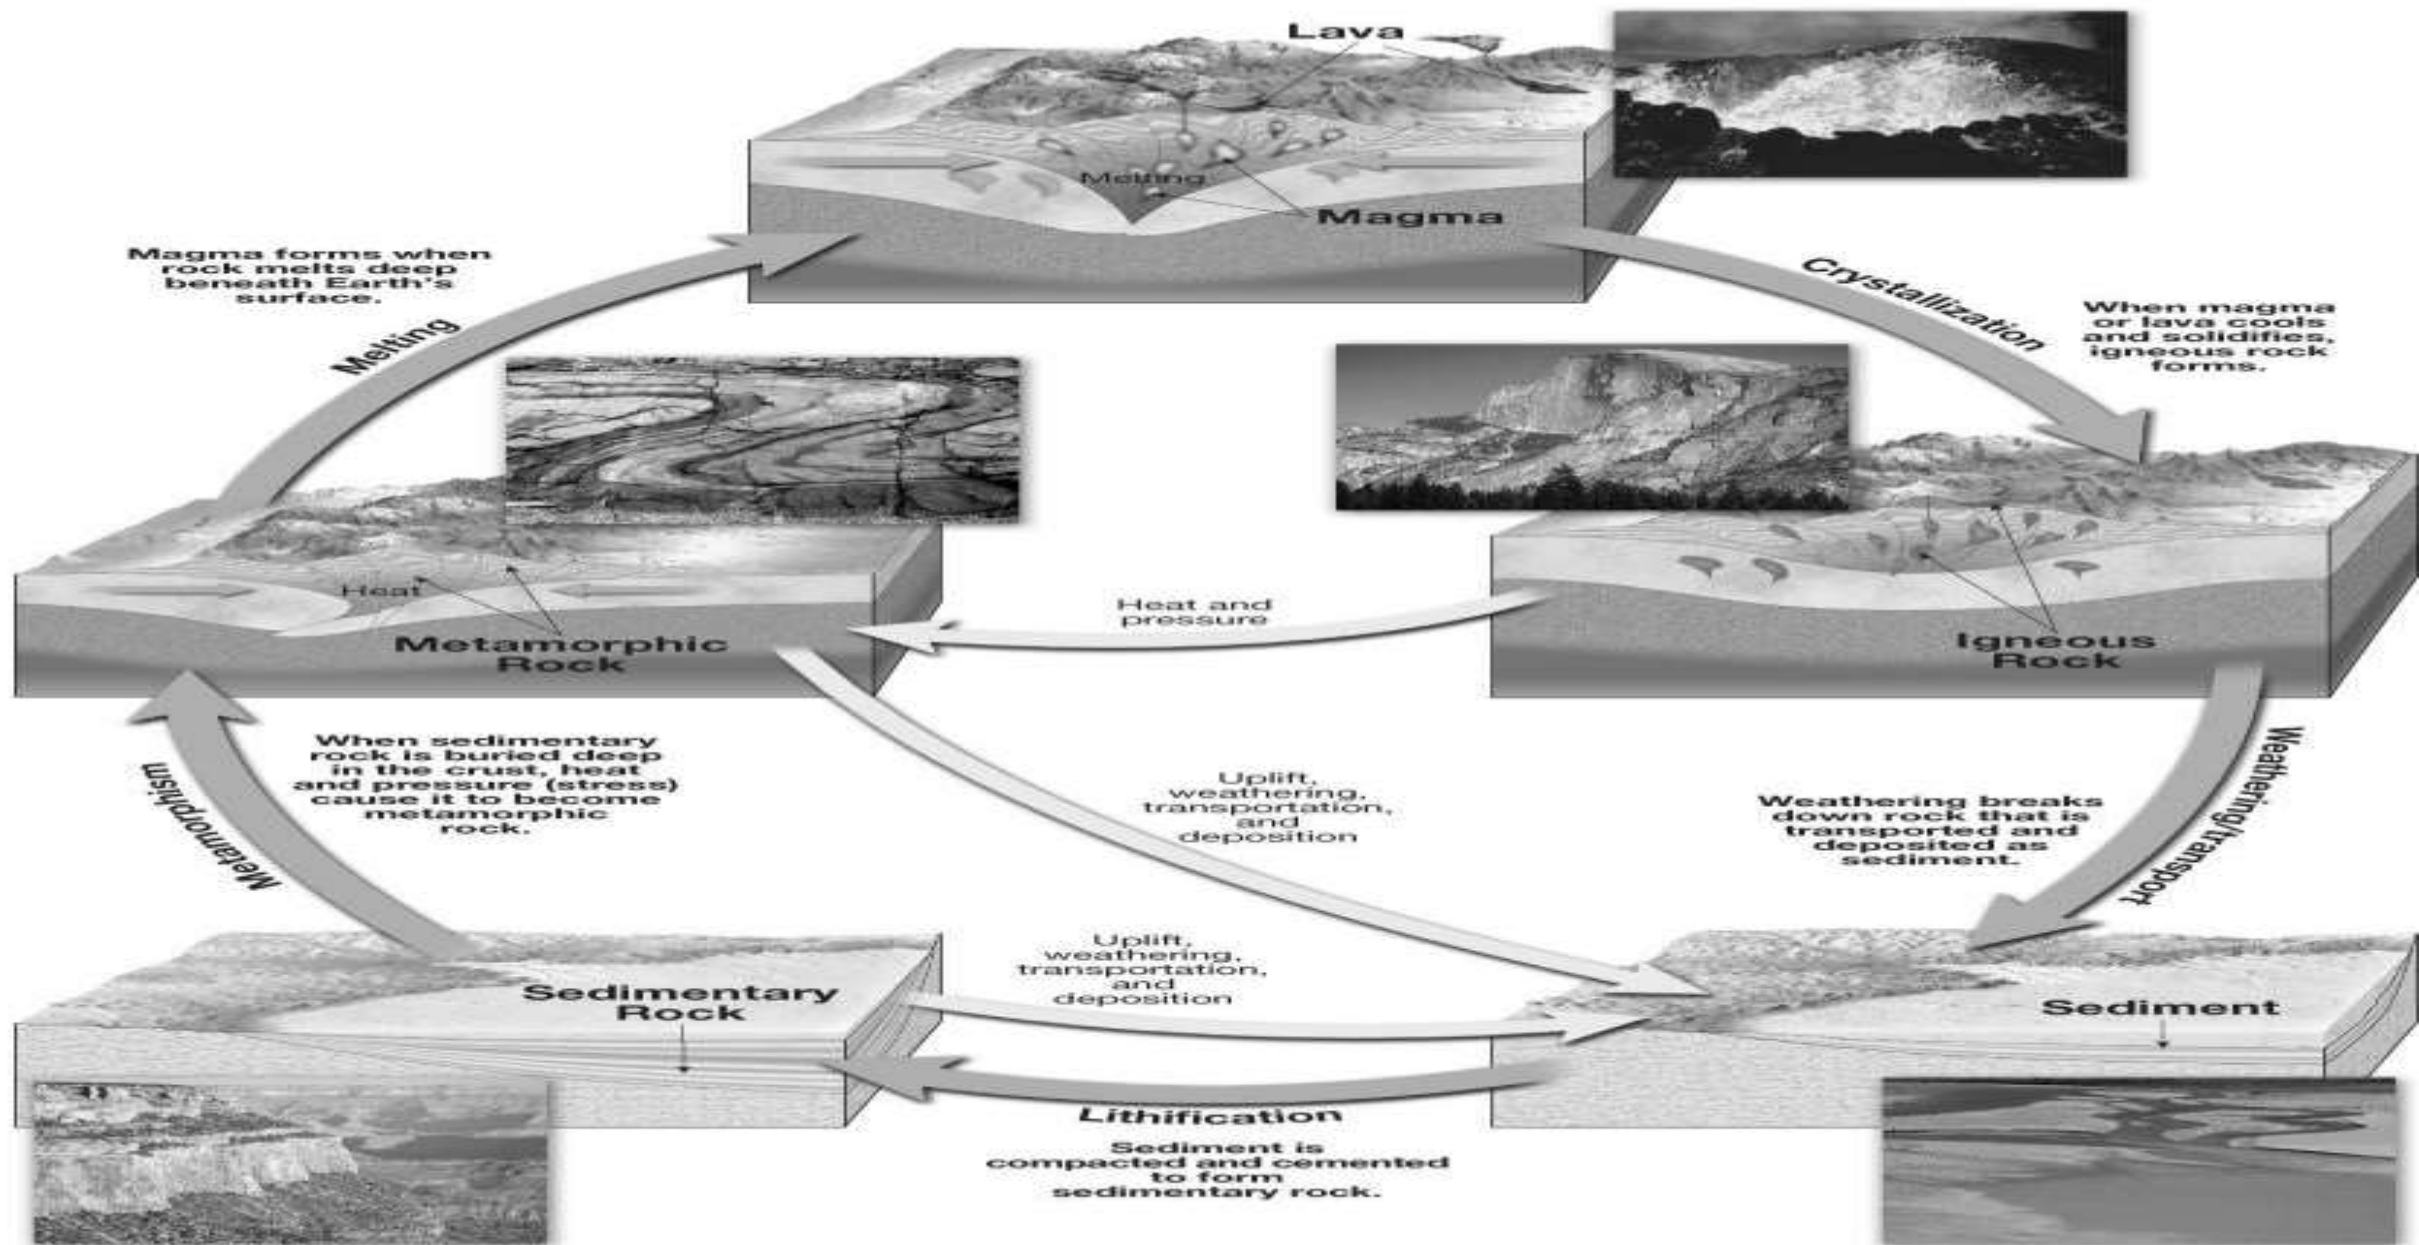 Lava
Melting
Magma
Magma forms when
rock melts deep
beneath Earth's
surface.
Melting
Crystallization
When magma
or lava cools
and solidifies,
igneous rock
forms.
Heat
Metamorphic
Rock
Heat and
pressure
Igneous
Rock
Metamorphism
When sedimentary
rock is buried deep
in the crust, heat
and pressure (stress)
cause it to become
metamorphic
rock.
Uplift,
weathering,
transportation,
and
deposition
Weathering breaks
down rock that is
transported and
deposited as
sediment.
Weathering/transport
Sedimentary
Rock
Uplift,
weathering,
transportation,
and
deposition
Sediment
Lithification
Sediment is
compacted and cemented
to form
sedimentary rock.